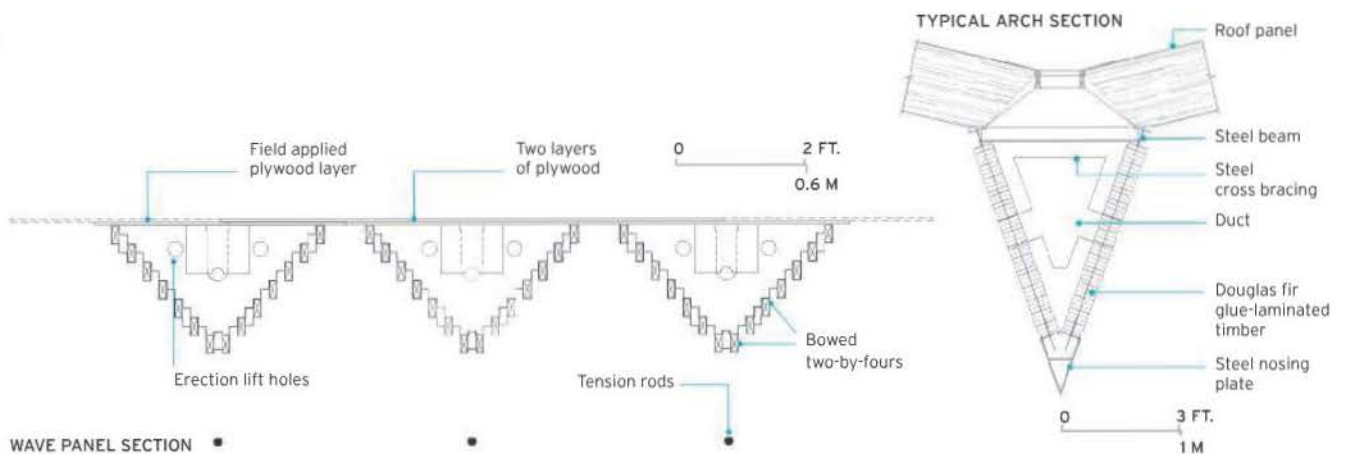 TYPICAL ARCH SECTION
Roof panel
Steel beam
Steel
cross bracing
Duct
Douglas fir
glue-laminated
timber
Steel nosing
plate
0 3 FT.
1 M
Field applied
plywood layer
Two layers
of plywood
0 2 FT.
0.6 M
Erection lift holes
Bowed
two-by-fours
Tension rods
WAVE PANEL SECTION